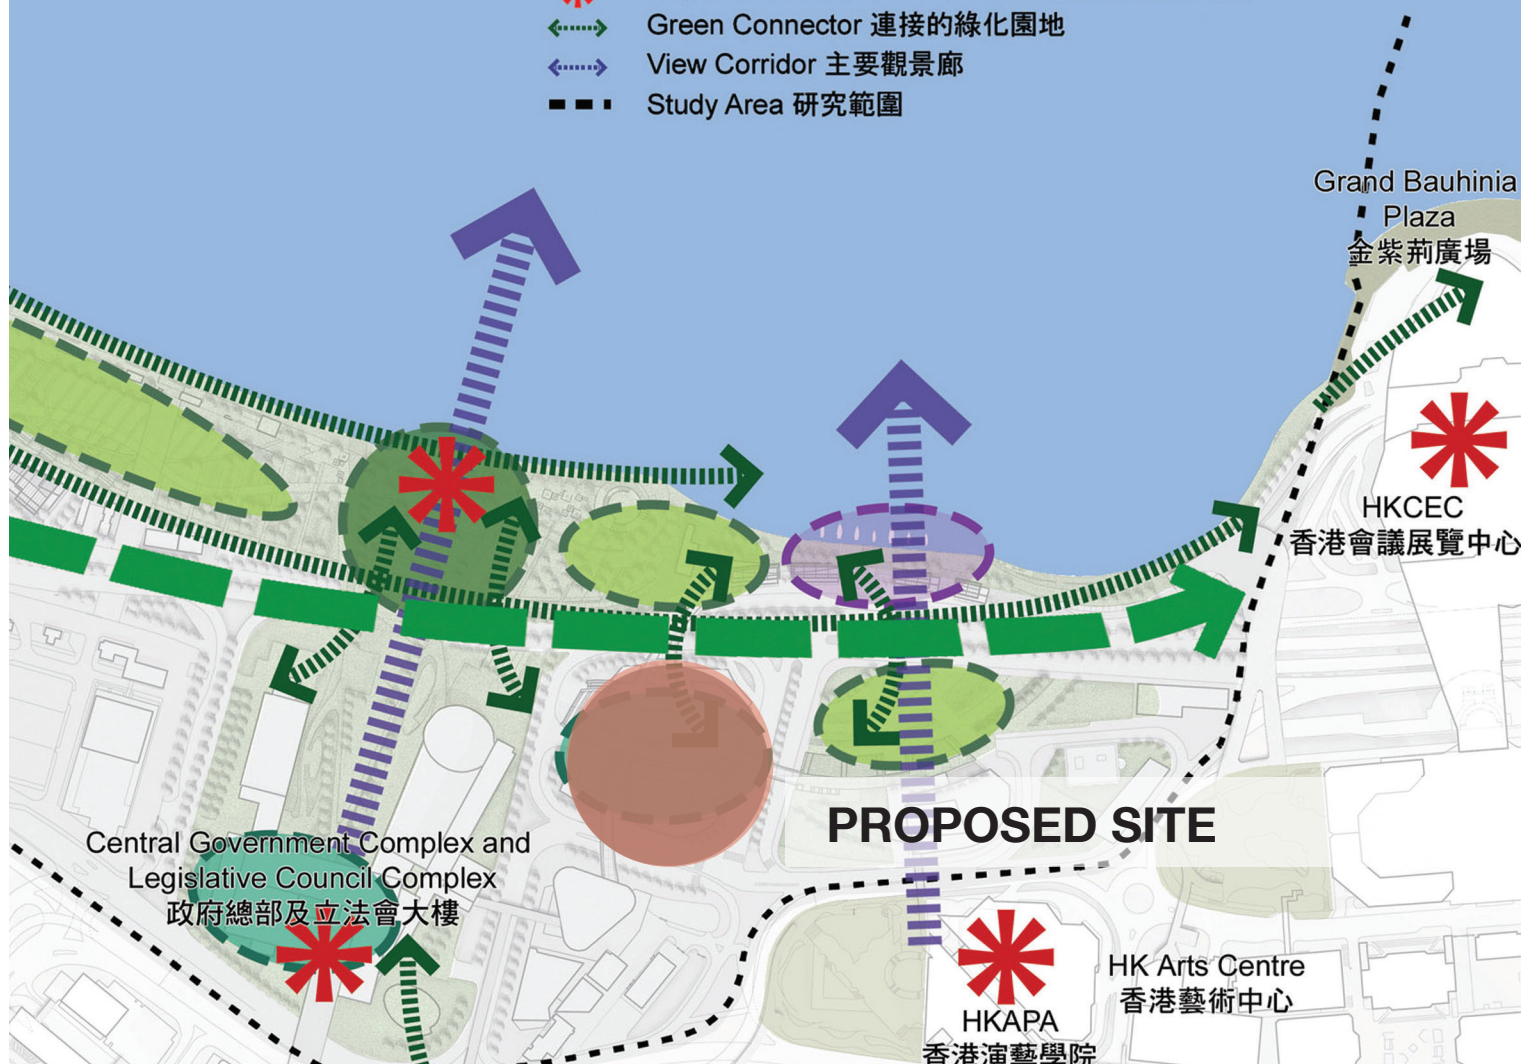 Green Connector 連接的綠化園地
View Corridor 主要觀景廊
Study Area 研究範圍
Grand Bauhinia
Plaza
金紫荊廣場
HKCEC
香港會議展覽中心
PROPOSED SITE
Central Government Complex and
Legislative Council Complex
政府總部及立法會大樓
HK Arts Centre
香港藝術中心
HKAPA
香港演藝學院